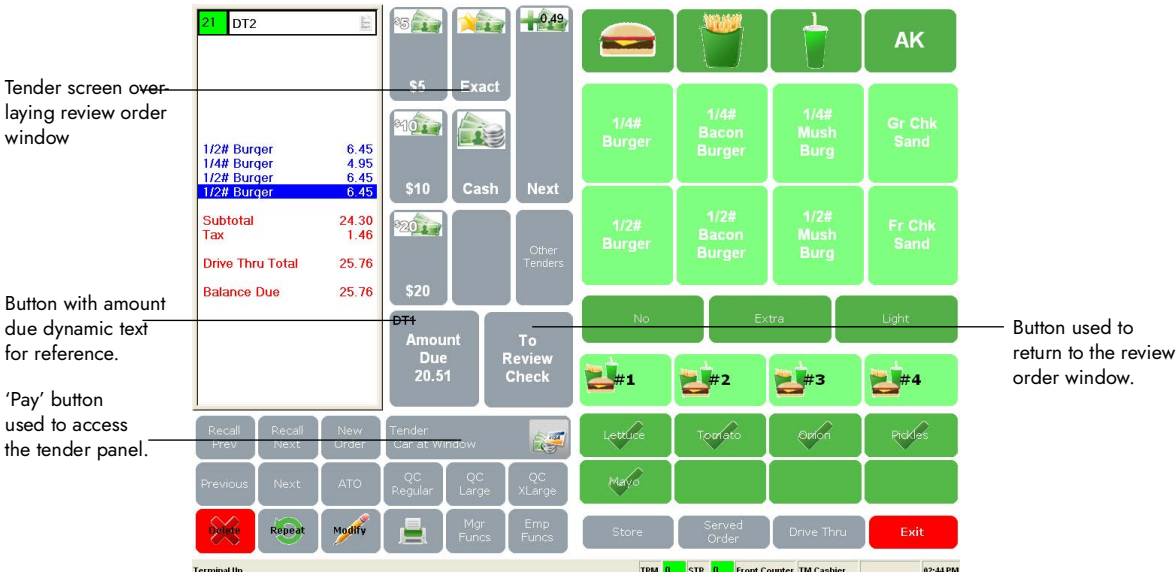 21 DT2
Tender screen over-
laying review order
window
1/2# Burger 6.45
1/4# Burger 4.95
1/2# Burger 6.45
1/2# Burger 6.45
Subtotal 24.30
Tax 1.46
Drive Thru Total 25.76
Balance Due 25.76
Button with amount
due dynamic text
for reference.
'Pay' button
used to access
the tender panel.
$5
$5
Exact
0.49
Next
$10
$10
Cash
$20
$20
Other
Tenders
DT1
Amount
Due
20.51
To
Review
Check
Recall
Prev
Recall
Next
New
Order
Tender
Car at Window
VISA
Previous
Next
ATO
QC
Regular
QC
Large
QC
XLarge
Delete
Repeat
Modify
Mgr
Funcs
Emp
Funcs
AK
1/4#
Burger
1/4#
Bacon
Burger
1/4#
Mush
Burg
Gr Chk
Sand
1/2#
Burger
1/2#
Bacon
Burger
1/2#
Mush
Burg
Fr Chk
Sand
No
Extra
Light
#1
#2
#3
#4
Lettuce
Tomato
Onion
Pickles
Mayo
Store
Served
Order
Drive Thru
Exit
Button used to
return to the review
order window.
Terminal Up TPM 0 STP 0 Front Counter TM Cashier 02:44 PM